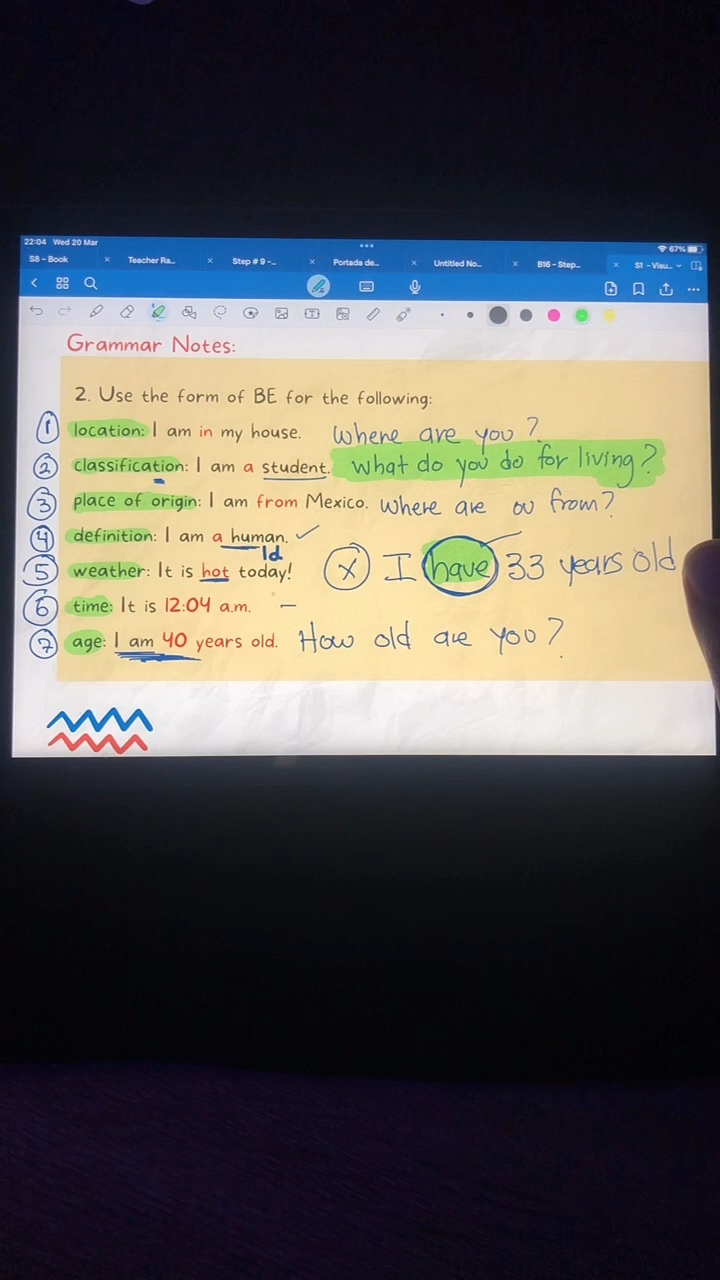 22:04 Wed 20 Mar
67%
S8 - Book
Teacher Ra...
Step # 9 -...
Portada de...
Untitled No...
B16 - Step...
S1 - Visu...
Grammar Notes:
2. Use the form of BE for the following:
1 location: I am in my house. Where are you?
2 classification: I am a student. What do you do for living?
3 place of origin: I am from Mexico. Where are ou from?
4 definition: I am a human. ✓
ld
5 weather: It is hot today! X I have 33 years old
6 time: It is 12:04 a.m. –
7 age: I am 40 years old. How old are you?